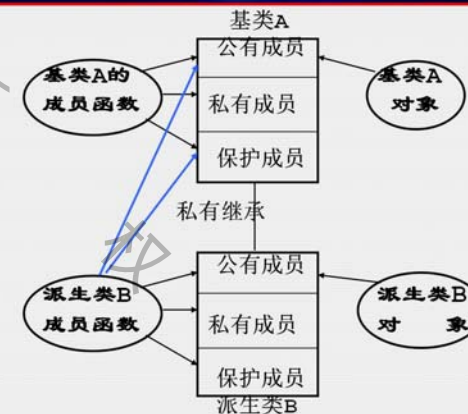 基类A
公有成员
私有成员
保护成员
基类A的
成员函数
基类A
对象
私有继承
权
公有成员
私有成员
保护成员
派生类B
成员函数
派生类B
对 象
派生类B